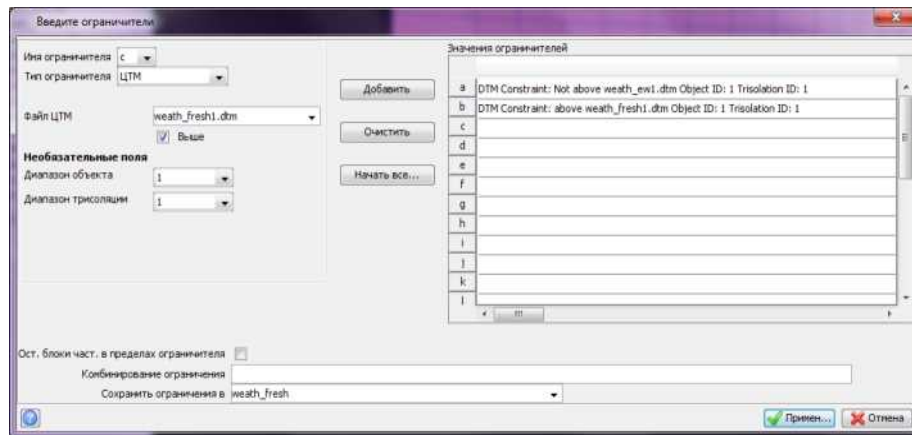 Введите ограничители
Имя ограничителя c
Тип ограничителя ЦТМ
Файл ЦТМ weath_fresh1.dtm
Выше
Необязательные поля
Диапазон объекта 1
Диапазон трисоляции 1
Добавить
Очистить
Начать все...
Значения ограничителей
a DTM Constraint: Not above weath_ew1.dtm Object ID: 1 Trisolation ID: 1
b DTM Constraint: above weath_fresh1.dtm Object ID: 1 Trisolation ID: 1
c
d
e
f
g
h
i
j
k
l
Ост. блоки част. в пределах ограничителя
Комбинирование ограничения
Сохранить ограничения в weath_fresh
Примен...
Отмена